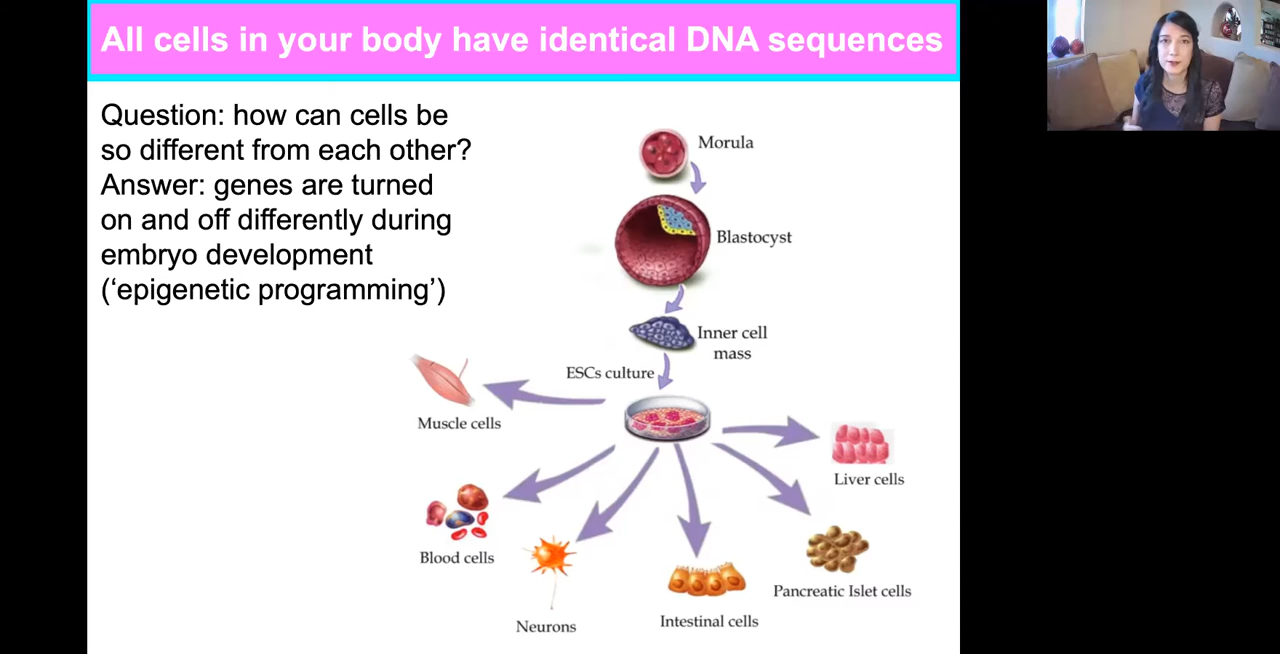 All cells in your body have identical DNA sequences
Question: how can cells be
so different from each other?
Answer: genes are turned
on and off differently during
embryo development
(‘epigenetic programming’)
Morula
Blastocyst
Inner cell
mass
ESCs culture
Muscle cells
Liver cells
Blood cells
Pancreatic Islet cells
Neurons
Intestinal cells